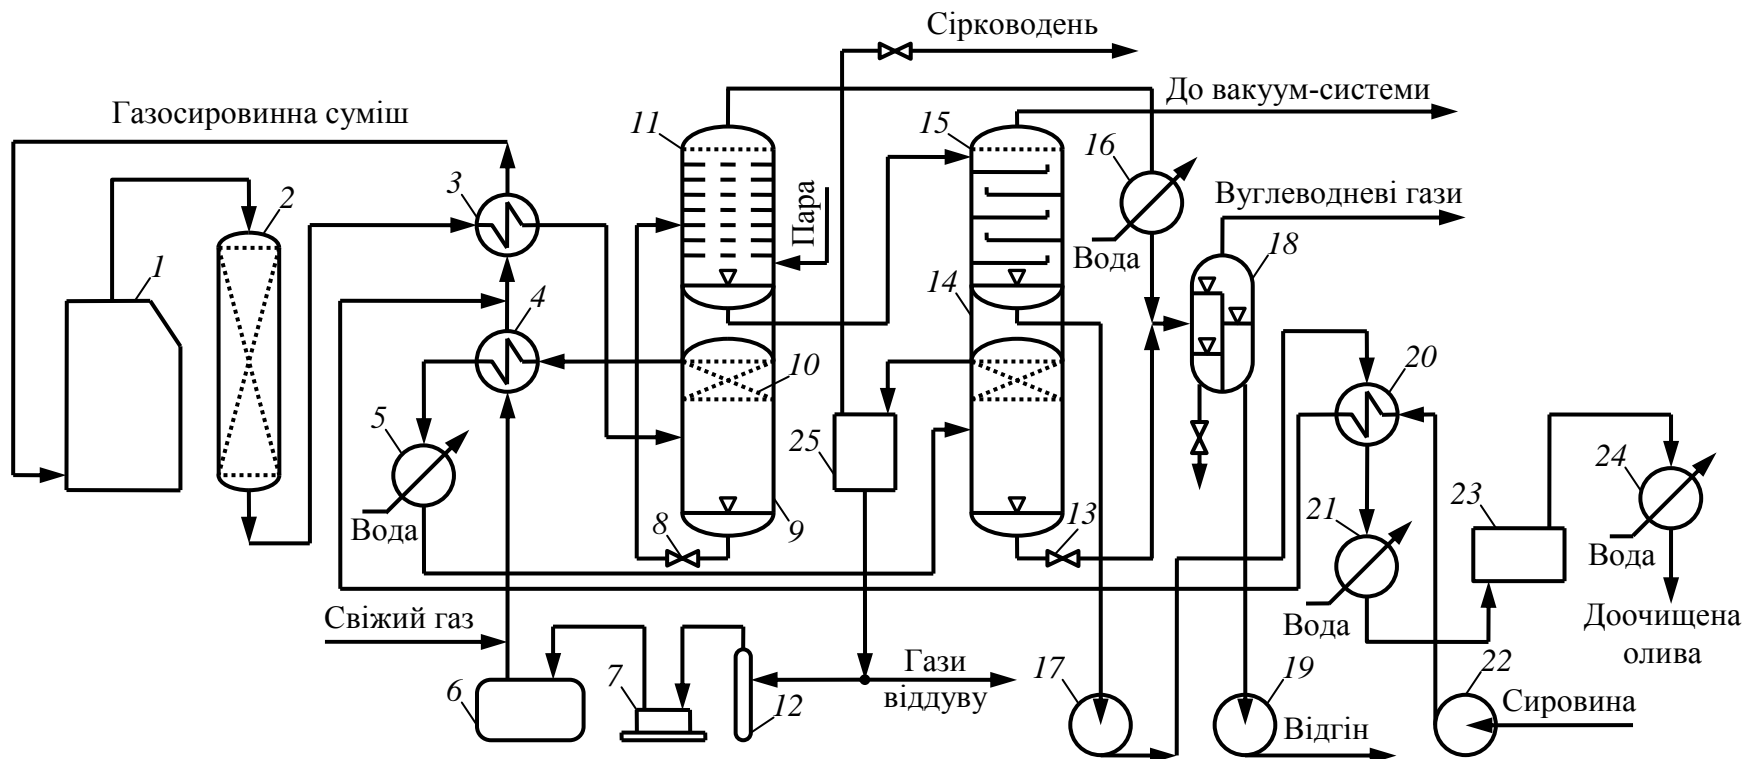 Сірководень
До вакуум-системи
Газосировинна суміш
11
15
16
3
2
Пара
Вуглеводневі гази
Вода
18
1
4
14
10
20
5
25
24
Вода
8
9
13
21
23
Вода
Свіжий газ
Вода
Доочищена
олива
6
7
12
Гази
віддуву
17
19
22
Відгін
Сировина